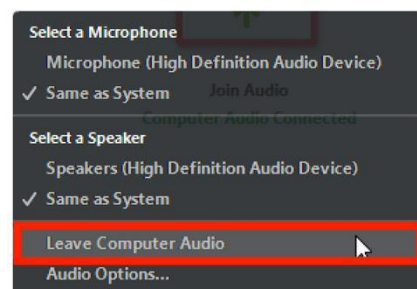 Select a Microphone
Microphone (High Definition Audio Device)
✓ Same as System
Join Audio
Computer Audio Connected
Select a Speaker
Speakers (High Definition Audio Device)
✓ Same as System
Leave Computer Audio
Audio Options...